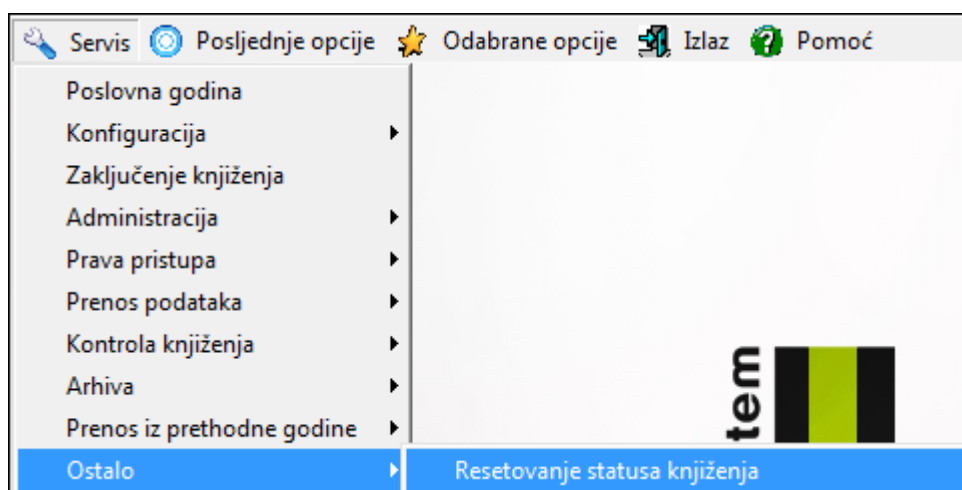 Servis Posljednje opcije Odabrane opcije Izlaz Pomoć
Poslovna godina
Konfiguracija
Zaključenje knjiženja
Administracija
Prava pristupa
Prenos podataka
Kontrola knjiženja
Arhiva
Prenos iz prethodne godine
Ostalo
Resetovanje statusa knjiženja
tem